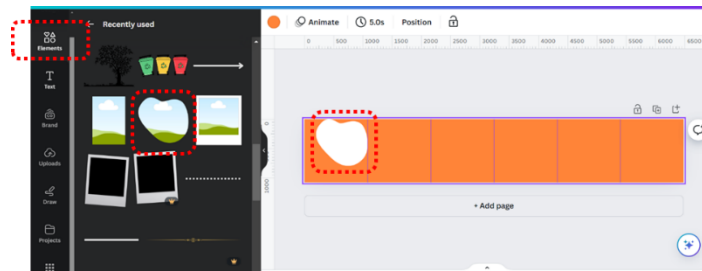 Elements
Text
Brand
Uploads
Draw
Projects
← Recently used
Animate
5.0s
Position
0 500 1000 1500 2000 2500 3000 3500 4000 4500 5000 5500 6000 6500
0
1000
+ Add page